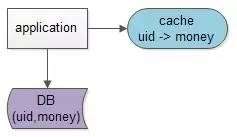 application
cache
uid -> money
DB
(uid,money)